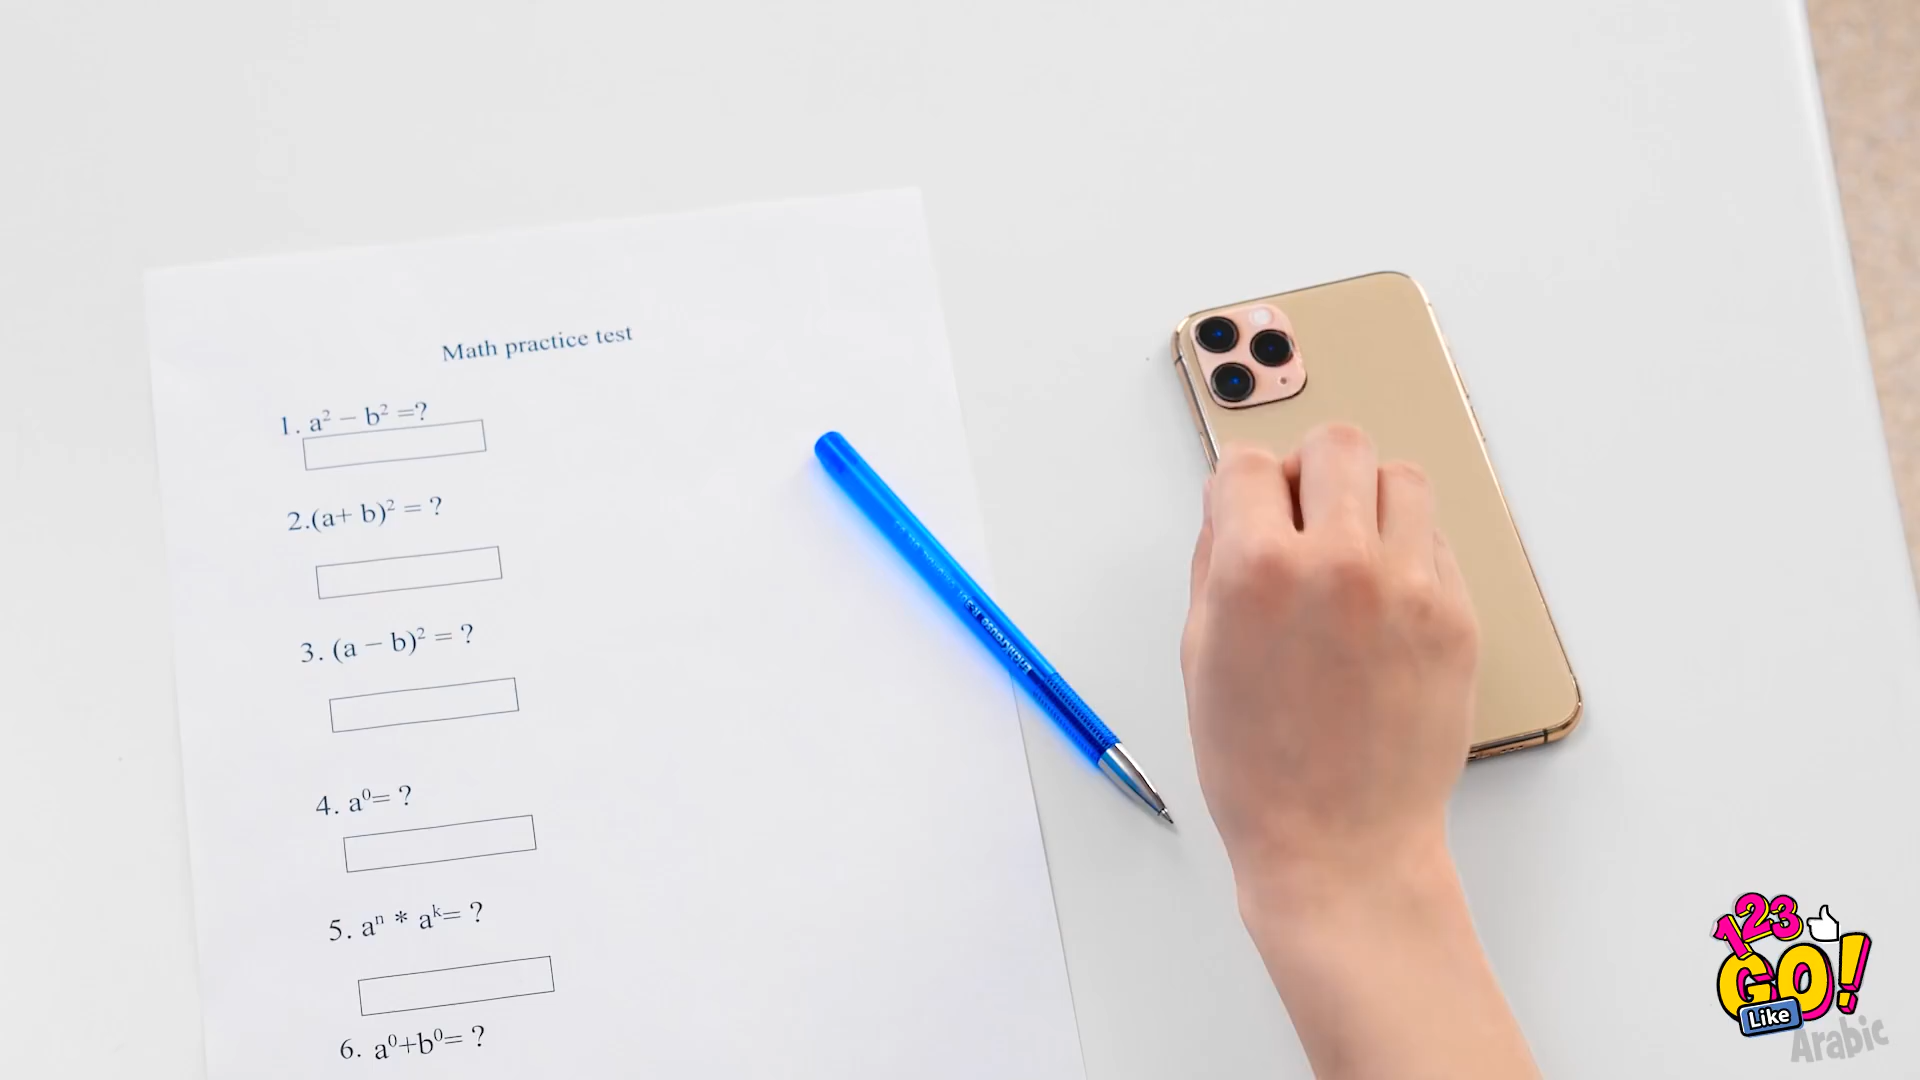 Math practice test
1. a² − b² =?
2.(a+ b)² = ?
3. (a − b)² = ?
4. a⁰= ?
5. aⁿ * aᵏ= ?
6. a⁰+b⁰= ?
123
GO!
Like
Arabic